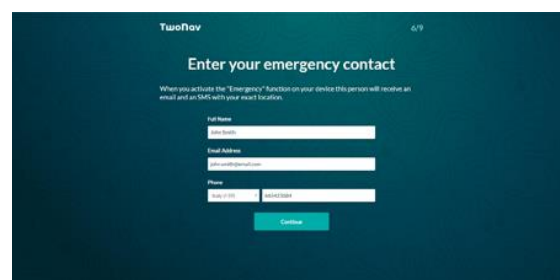 TwoNav
6/9
Enter your emergency contact
When you activate the "Emergency" function on your device this person will receive an
email and an SMS with your exact location.
Full Name
John Smith
Email Address
Phone
Continue